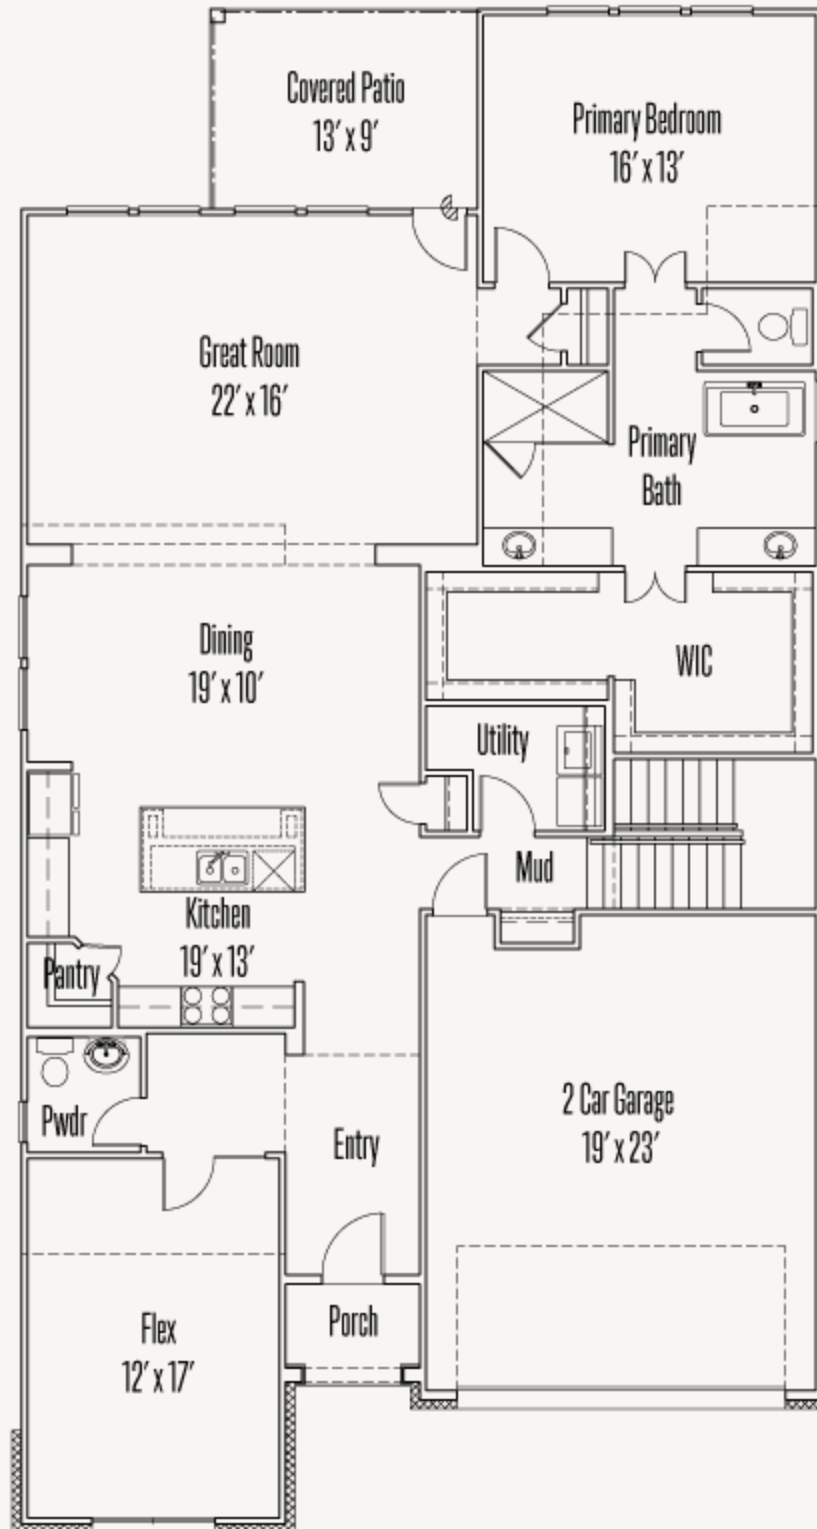 Covered Patio
13' x 9'
Primary Bedroom
16' x 13'
Great Room
22' x 16'
Primary
Bath
Dining
19' x 10'
WIC
Utility
Mud
Kitchen
19' x 13'
Pantry
Pwdr
Entry
2 Car Garage
19' x 23'
Porch
Flex
12' x 17'